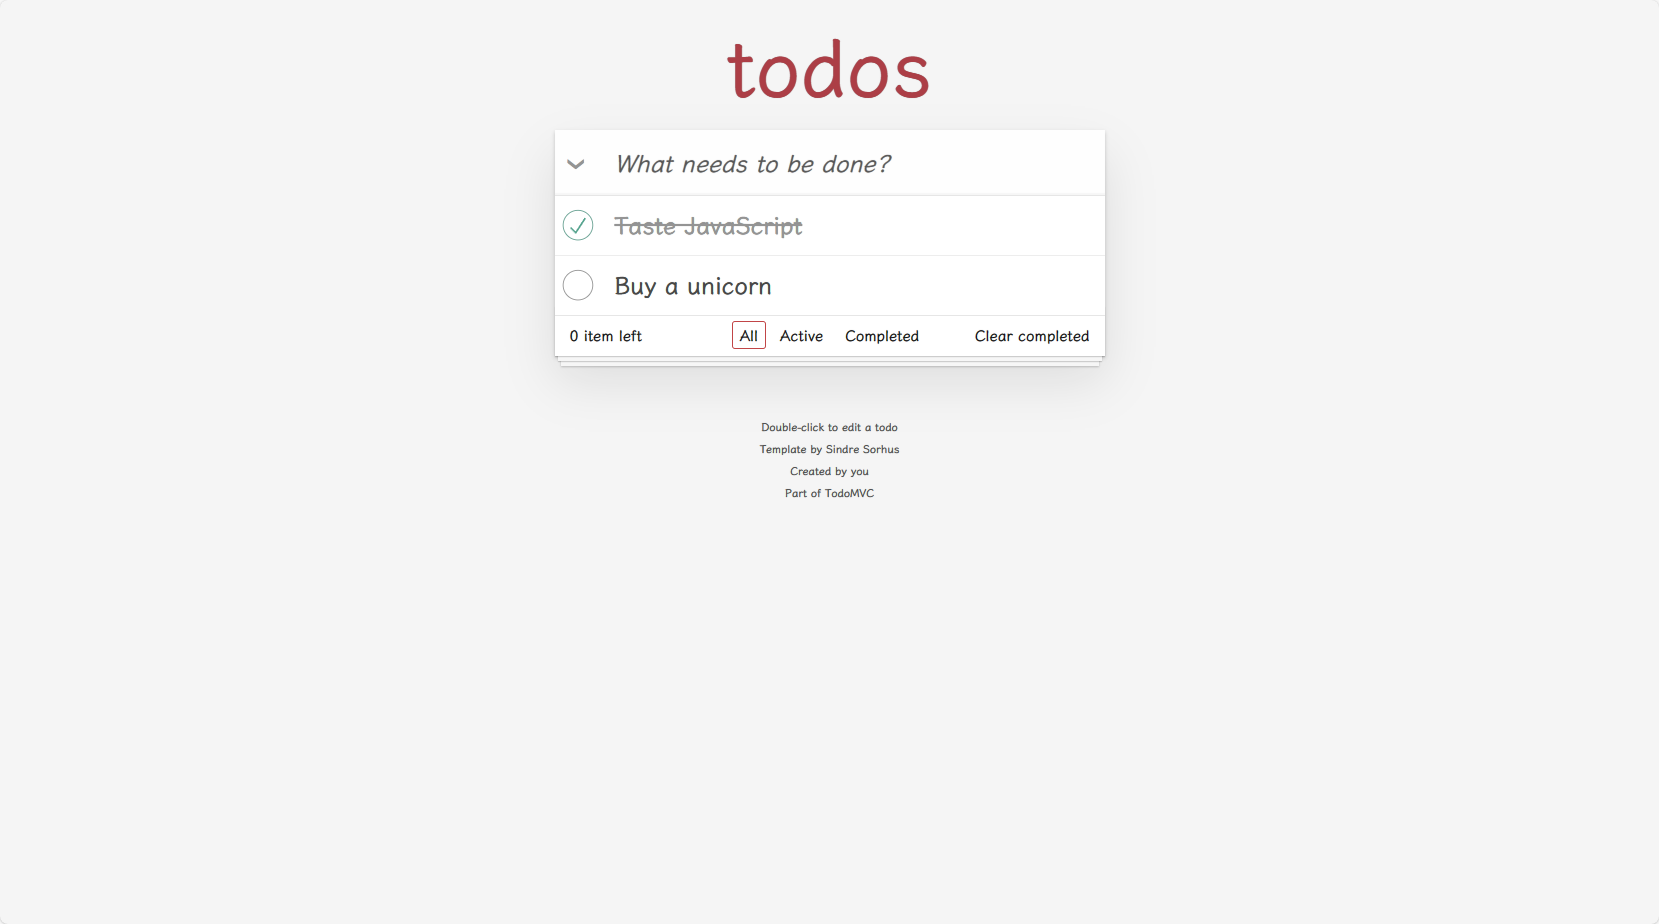 todos
What needs to be done?
Taste JavaScript
Buy a unicorn
0 item left All Active Completed Clear completed
Double-click to edit a todo
Template by Sindre Sorhus
Created by you
Part of TodoMVC